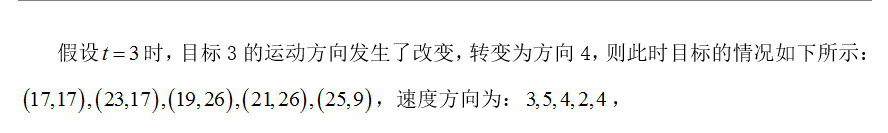 假设t=3时，目标3的运动方向发生了改变，转变为方向4，则此时目标的情况如下所示：
(17,17),(23,17),(19,26),(21,26),(25,9)，速度方向为：3,5,4,2,4，